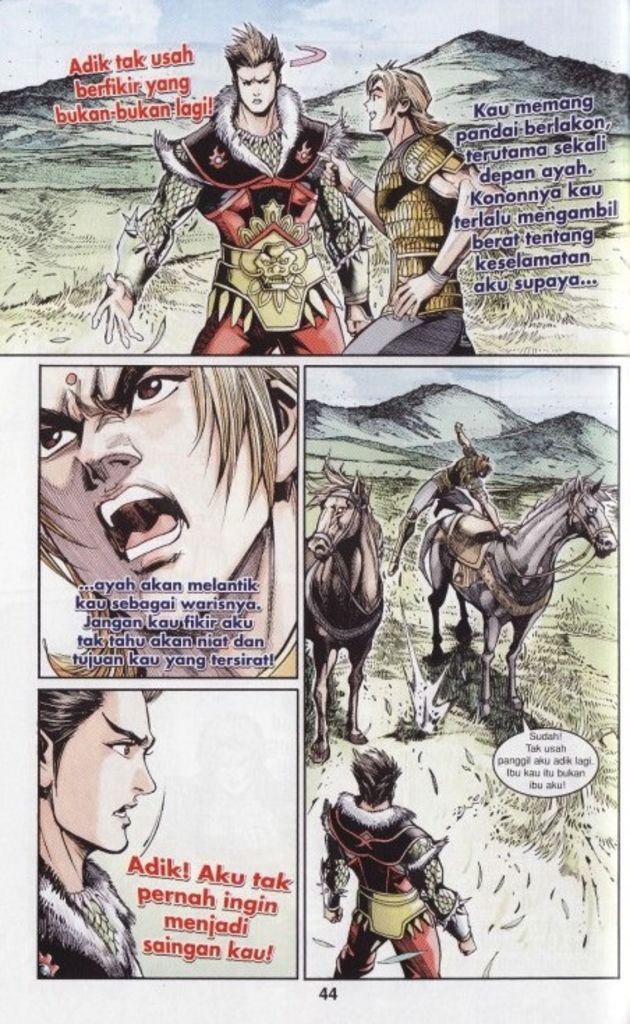 Adik tak usah
berfikir yang
bukan-bukan lagi!
Kau memang
pandai berlakon,
terutama sekali
depan ayah.
Kononnya kau
terlalu mengambil
berat tentang
keselamatan
aku supaya...
...ayah akan melantik
kau sebagai warisnya.
Jangan kau fikir aku
tak tahu akan niat dan
tujuan kau yang tersirat!
Adik! Aku tak
pernah ingin
menjadi
saingan kau!
Sudah!
Tak usah
panggil aku adik lagi.
Ibu kau itu bukan
ibu aku!
44